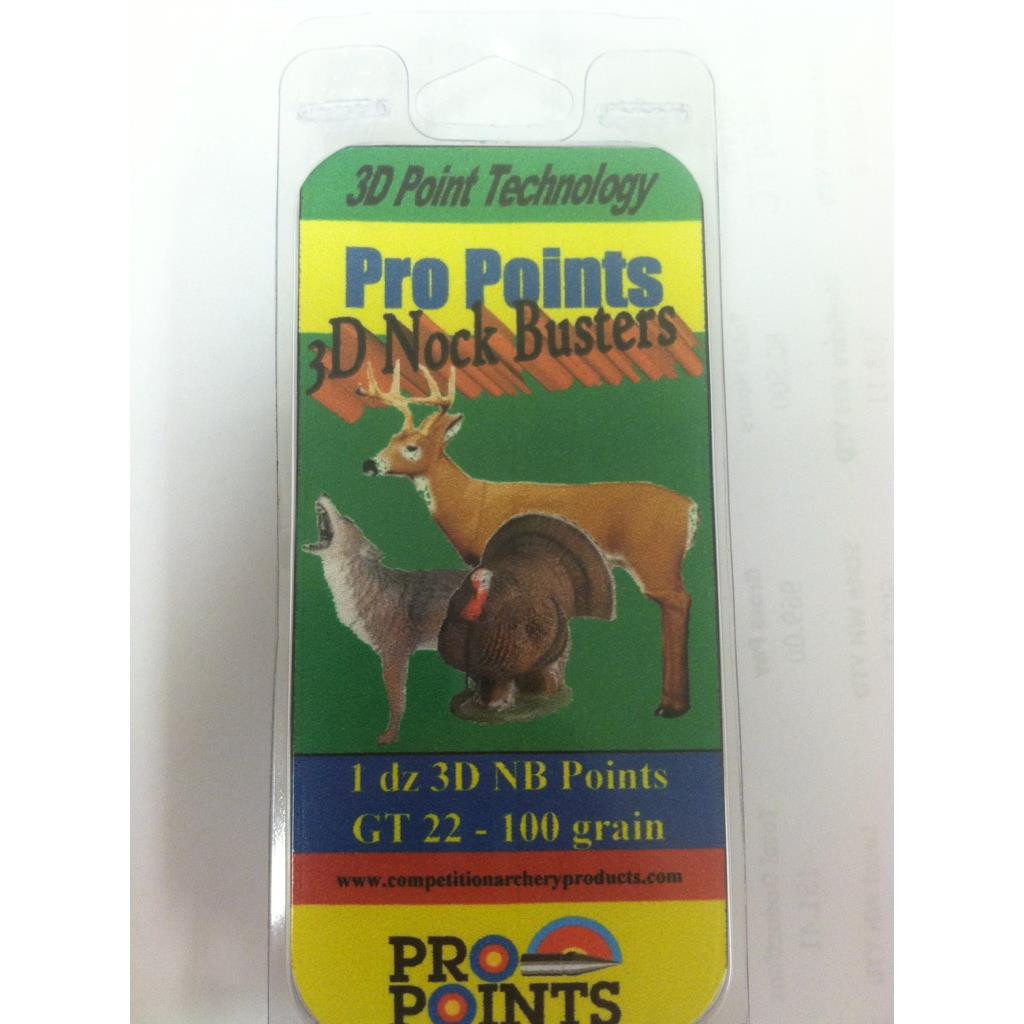 3D Point Technology
Pro Points
3D Nock Busters
1 dz 3D NB Points
GT 22 - 100 grain
www.competitionarcheryproducts.com
PRO
POINTS